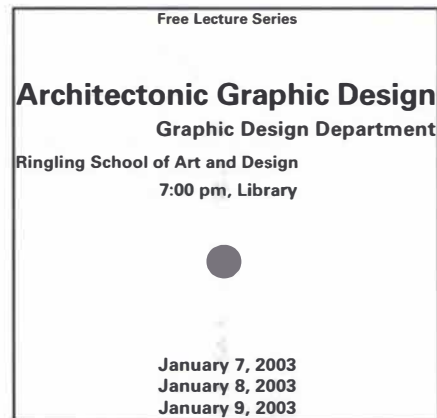 Free Lecture Series
Architectonic Graphic Design
Graphic Design Department
Ringling School of Art and Design
7:00 pm, Library
January 7, 2003
January 8, 2003
January 9, 2003